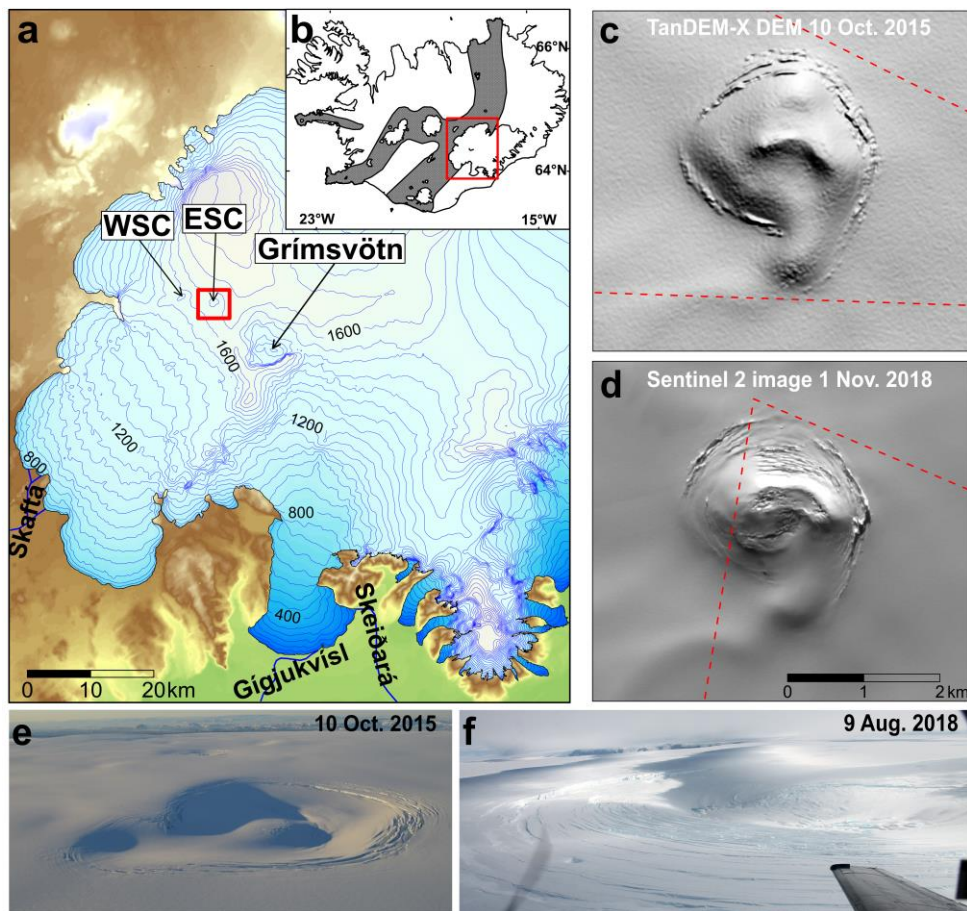 a
b
66°N
64°N
23°W
15°W
WSC
ESC
Grímsvötn
1600
1600
1200
1200
800
800
400
Skaftá
Gígjukvísl
Skeiðará
0 10 20km
c
TanDEM-X DEM 10 Oct. 2015
d
Sentinel 2 image 1 Nov. 2018
0 1 2 km
e
10 Oct. 2015
f
9 Aug. 2018